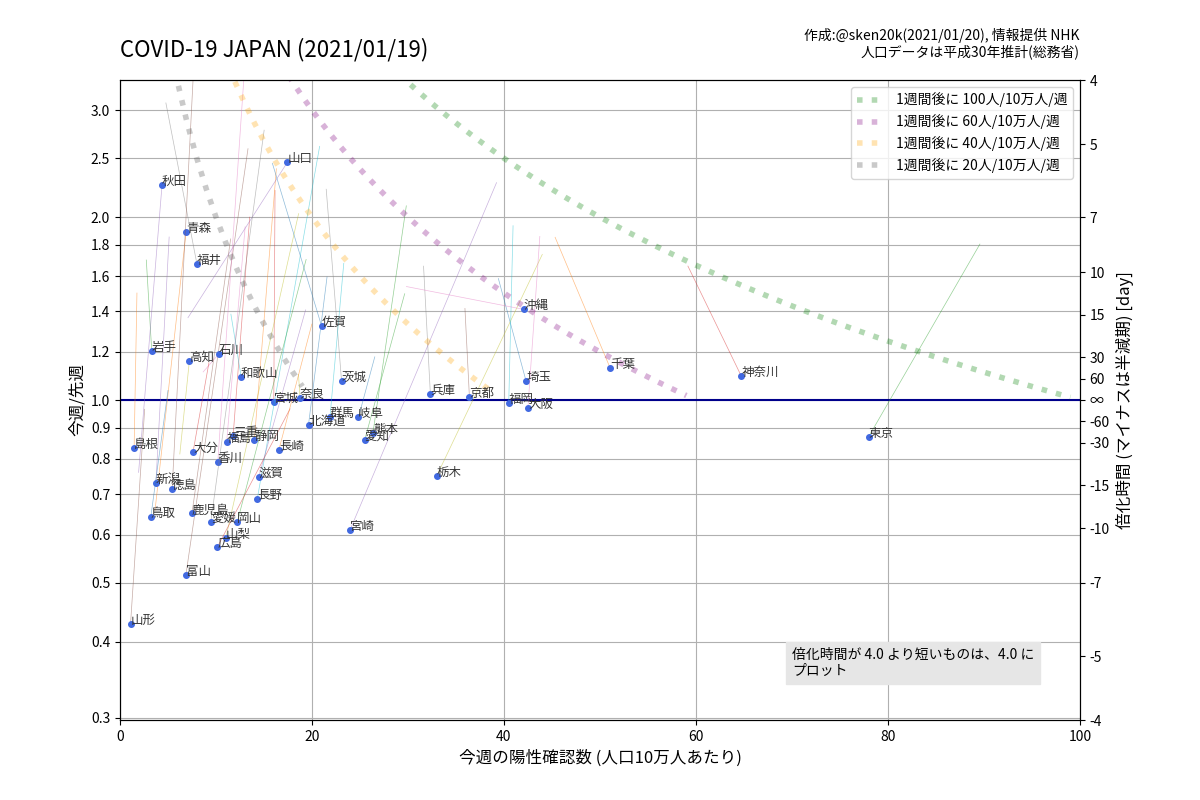 COVID-19 JAPAN (2021/01/19)
作成:@sken20k(2021/01/20), 情報提供 NHK
人口データは平成30年推計(総務省)
1週間後に 100人/10万人/週
1週間後に 60人/10万人/週
1週間後に 40人/10万人/週
1週間後に 20人/10万人/週
今週/先週
3.0
2.5
2.0
1.8
1.6
1.4
1.2
1.0
0.9
0.8
0.7
0.6
0.5
0.4
0.3
山口
秋田
青森
福井
沖縄
佐賀
岩手
石川
高知
千葉
和歌山
茨城
埼玉
神奈川
兵庫
京都
宮城
奈良
福岡
大阪
群馬
岐阜
北海道
三重
福島
静岡
熊本
愛知
東京
島根
大分
長崎
香川
滋賀
栃木
新潟
徳島
長野
鳥取
鹿児島
愛媛
岡山
宮崎
山梨
広島
富山
山形
倍化時間が 4.0 より短いものは、4.0 に
プロット
4
5
7
10
15
30
60
∞
-60
-30
-15
-10
-7
-5
-4
倍化時間 (マイナスは半減期) [day]
0
20
40
60
80
100
今週の陽性確認数 (人口10万人あたり)